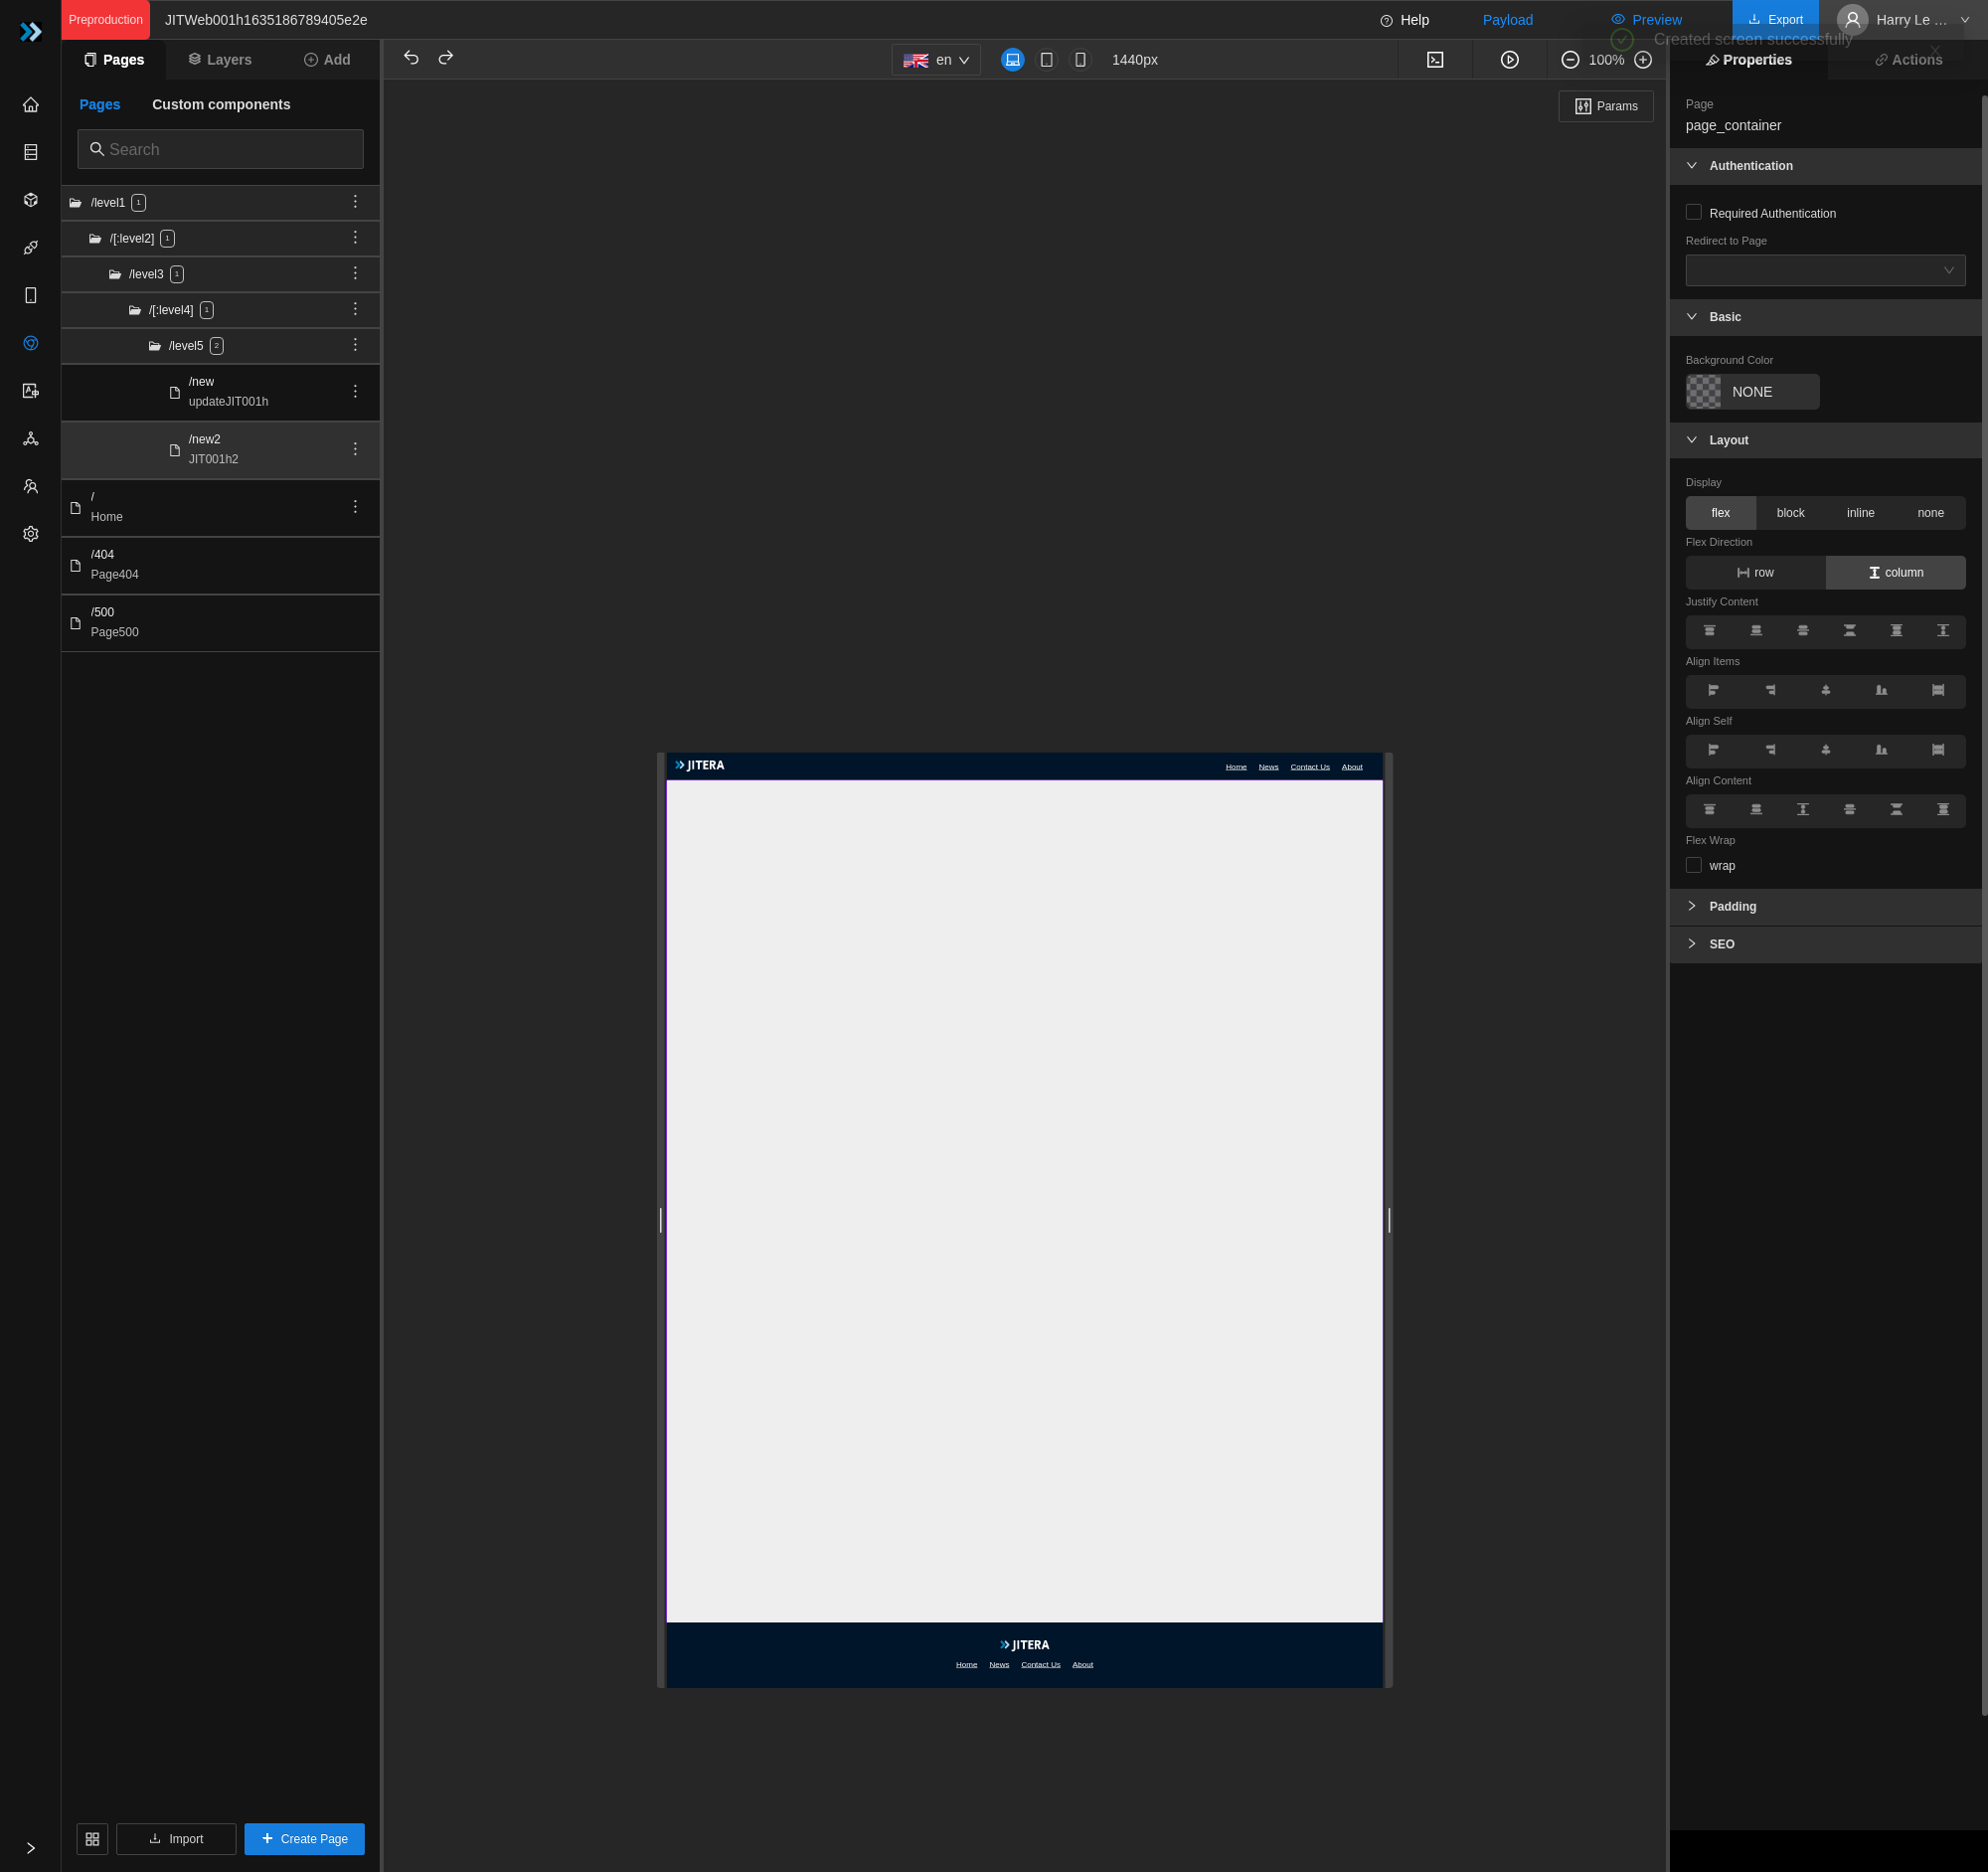 Preproduction
JITWeb001h1635186789405e2e
Help
Payload
Preview
Export
Harry Le ...
Created screen successfully
Pages
Layers
Add
en
1440px
100%
Properties
Actions
Pages
Custom components
Search
/level1 1
/[:level2] 1
/level3 1
/[:level4] 1
/level5 2
/new
updateJIT001h
/new2
JIT001h2
/
Home
/404
Page404
/500
Page500
Import
Create Page
Params
JITERA
Home News Contact Us About
JITERA
Home News Contact Us About
Page
page_container
Authentication
Required Authentication
Redirect to Page
Basic
Background Color
NONE
Layout
Display
flex block inline none
Flex Direction
row column
Justify Content
Align Items
Align Self
Align Content
Flex Wrap
wrap
Padding
SEO